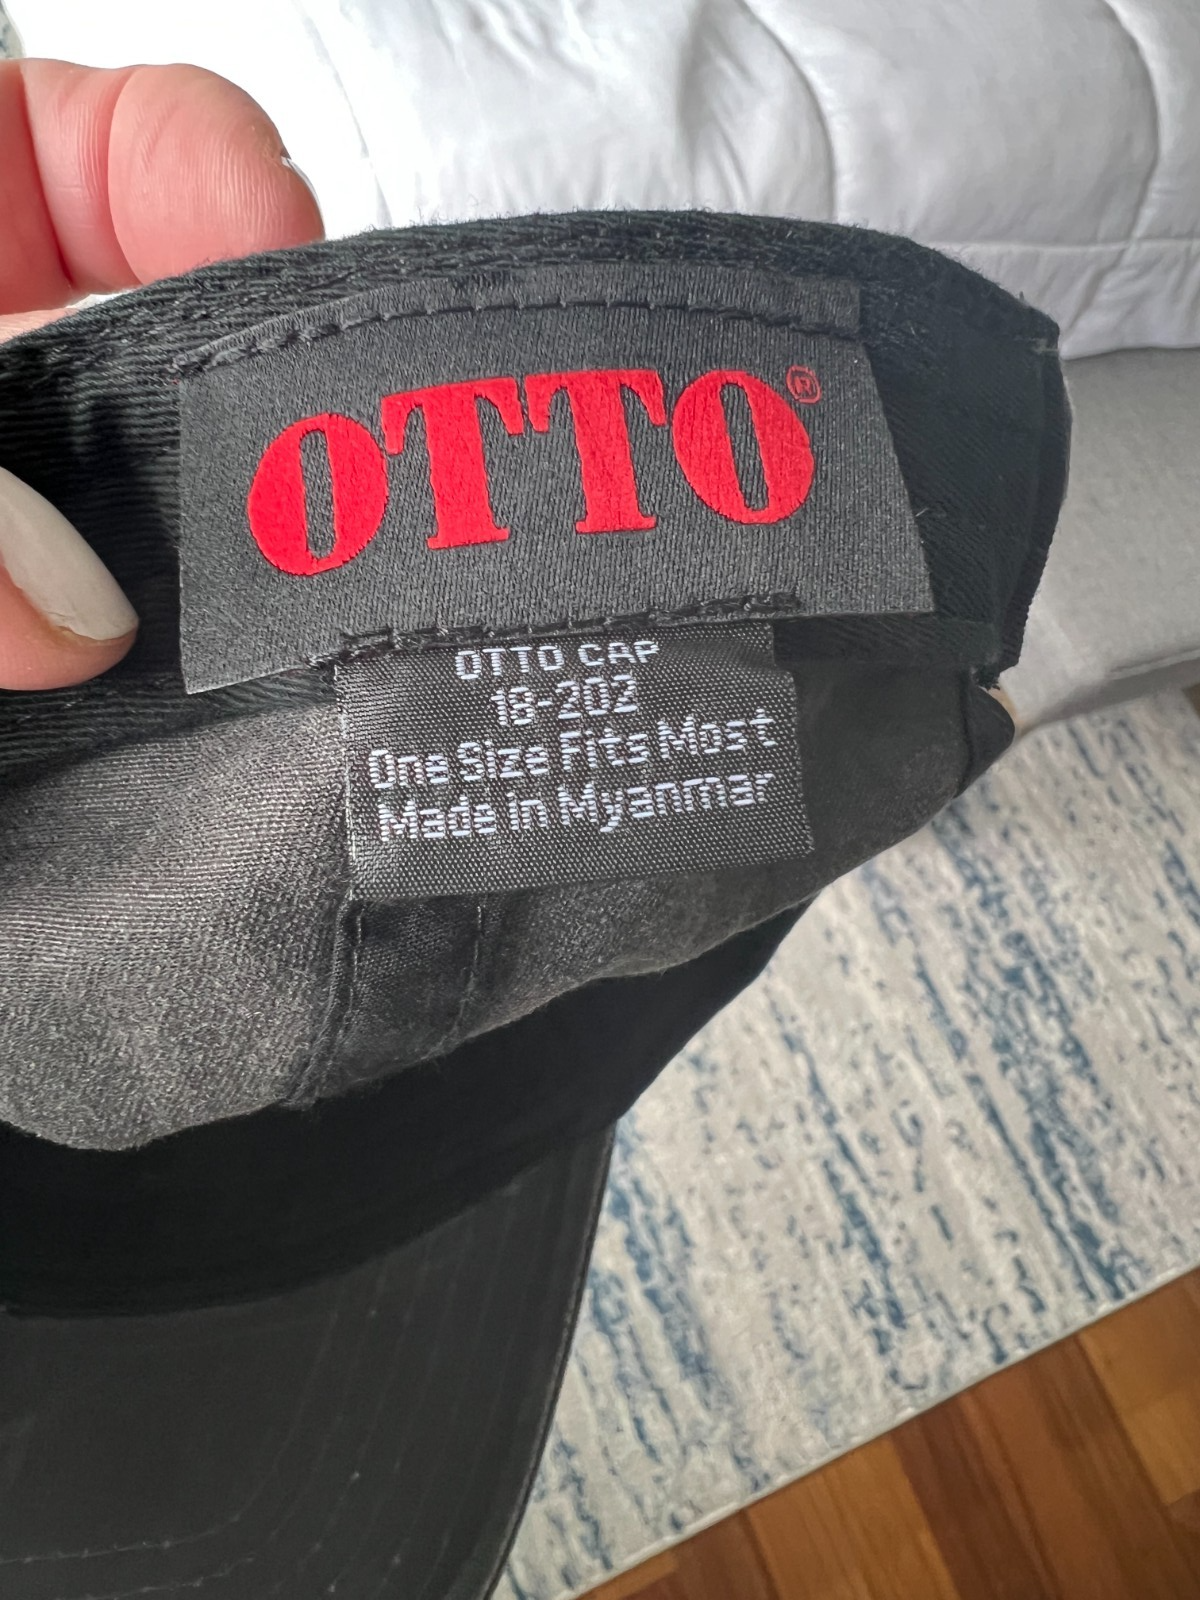 OTTO®
OTTO CAP
18-202
One Size Fits Most
Made in Myanmar